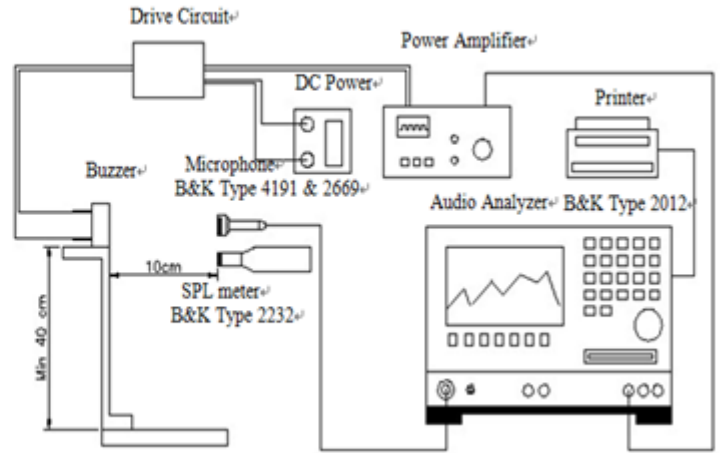 Drive Circuit↵
Power Amplifier↵
DC Power↵
Printer↵
Buzzer↵
Microphone↵
B&K Type 4191 & 2669↵
Audio Analyzer↵ B&K Type 2012↵
10cm
SPL meter↵
B&K Type 2232↵
Min 40 cm